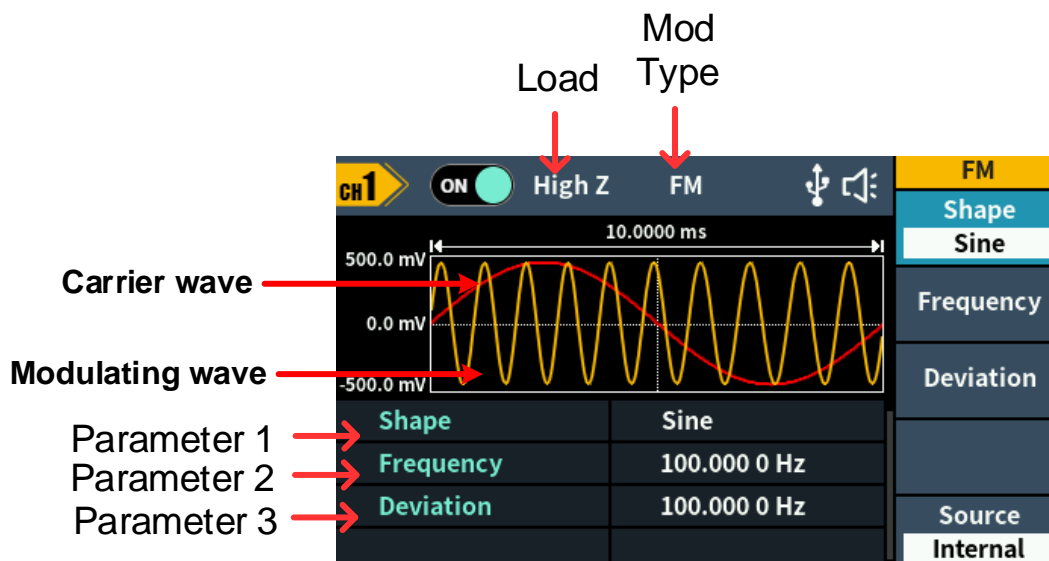 Mod
Type
Load
CH1
ON
High Z
FM
FM
Shape
Sine
Frequency
Deviation
Source
Internal
10.0000 ms
500.0 mV
0.0 mV
-500.0 mV
Carrier wave
Modulating wave
Parameter 1
Parameter 2
Parameter 3
Shape
Sine
Frequency
100.000 0 Hz
Deviation
100.000 0 Hz